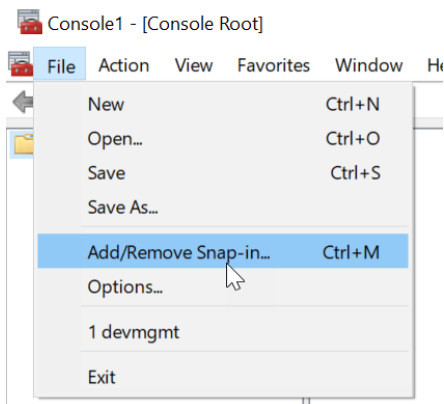 Console1 - [Console Root]
File Action View Favorites Window
New Ctrl+N
Open... Ctrl+O
Save Ctrl+S
Save As...
Add/Remove Snap-in... Ctrl+M
Options...
1 devmgmt
Exit